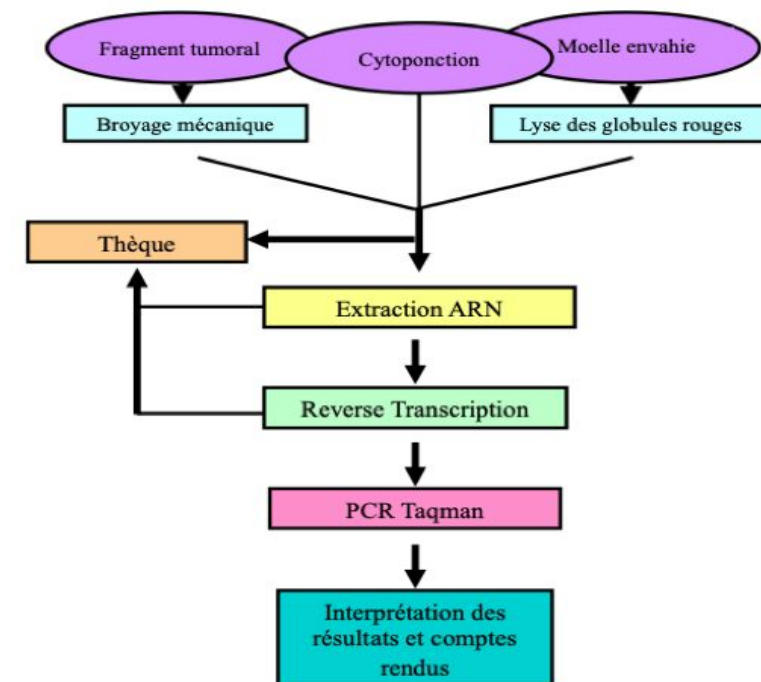 Fragment tumoral
Cytoponction
Moelle envahie
Broyage mécanique
Lyse des globules rouges
Thèque
Extraction ARN
Reverse Transcription
PCR Taqman
Interprétation des
résultats et comptes
rendus